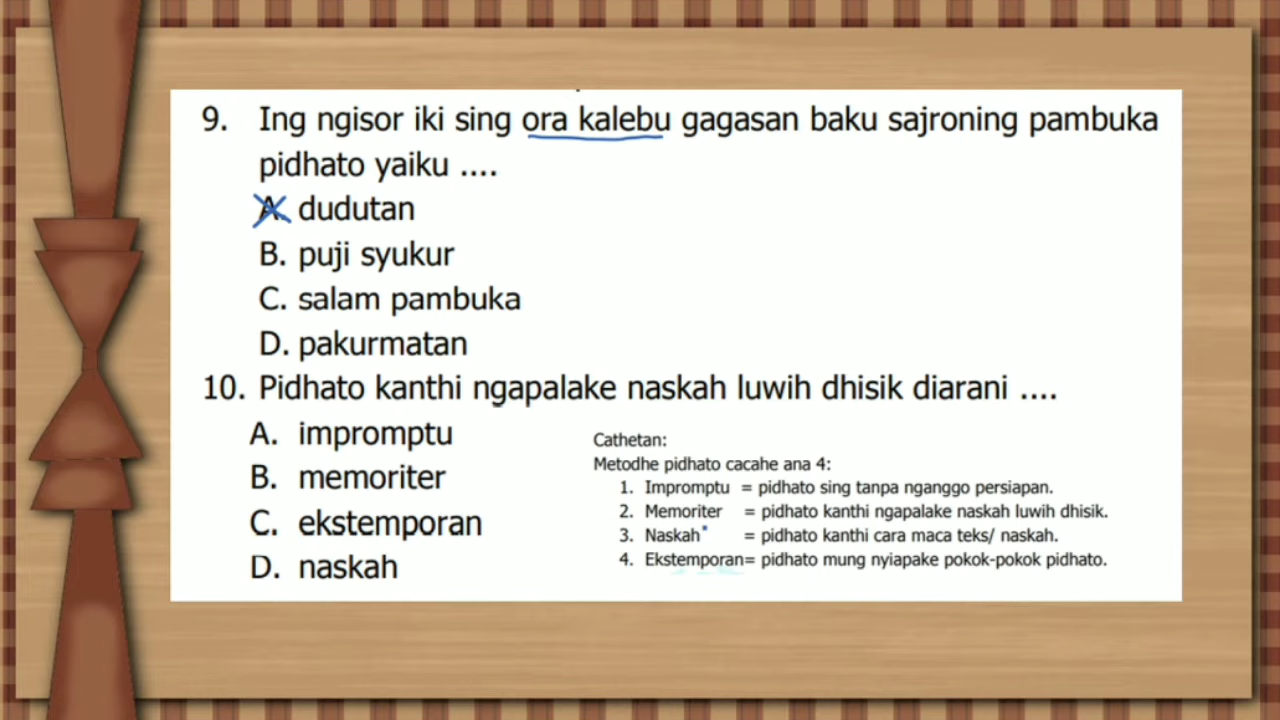 9. Ing ngisor iki sing ora kalebu gagasan baku sajroning pambuka
pidhato yaiku ....
A. dudutan
B. puji syukur
C. salam pambuka
D. pakurmatan
10. Pidhato kanthi ngapalake naskah luwih dhisik diarani ....
A. impromptu
B. memoriter
C. ekstemporan
D. naskah
Cathetan:
Metodhe pidhato cacahe ana 4:
1. Impromptu = pidhato sing tanpa nganggo persiapan.
2. Memoriter = pidhato kanthi ngapalake naskah luwih dhisik.
3. Naskah = pidhato kanthi cara maca teks/ naskah.
4. Ekstemporan= pidhato mung nyiapake pokok-pokok pidhato.